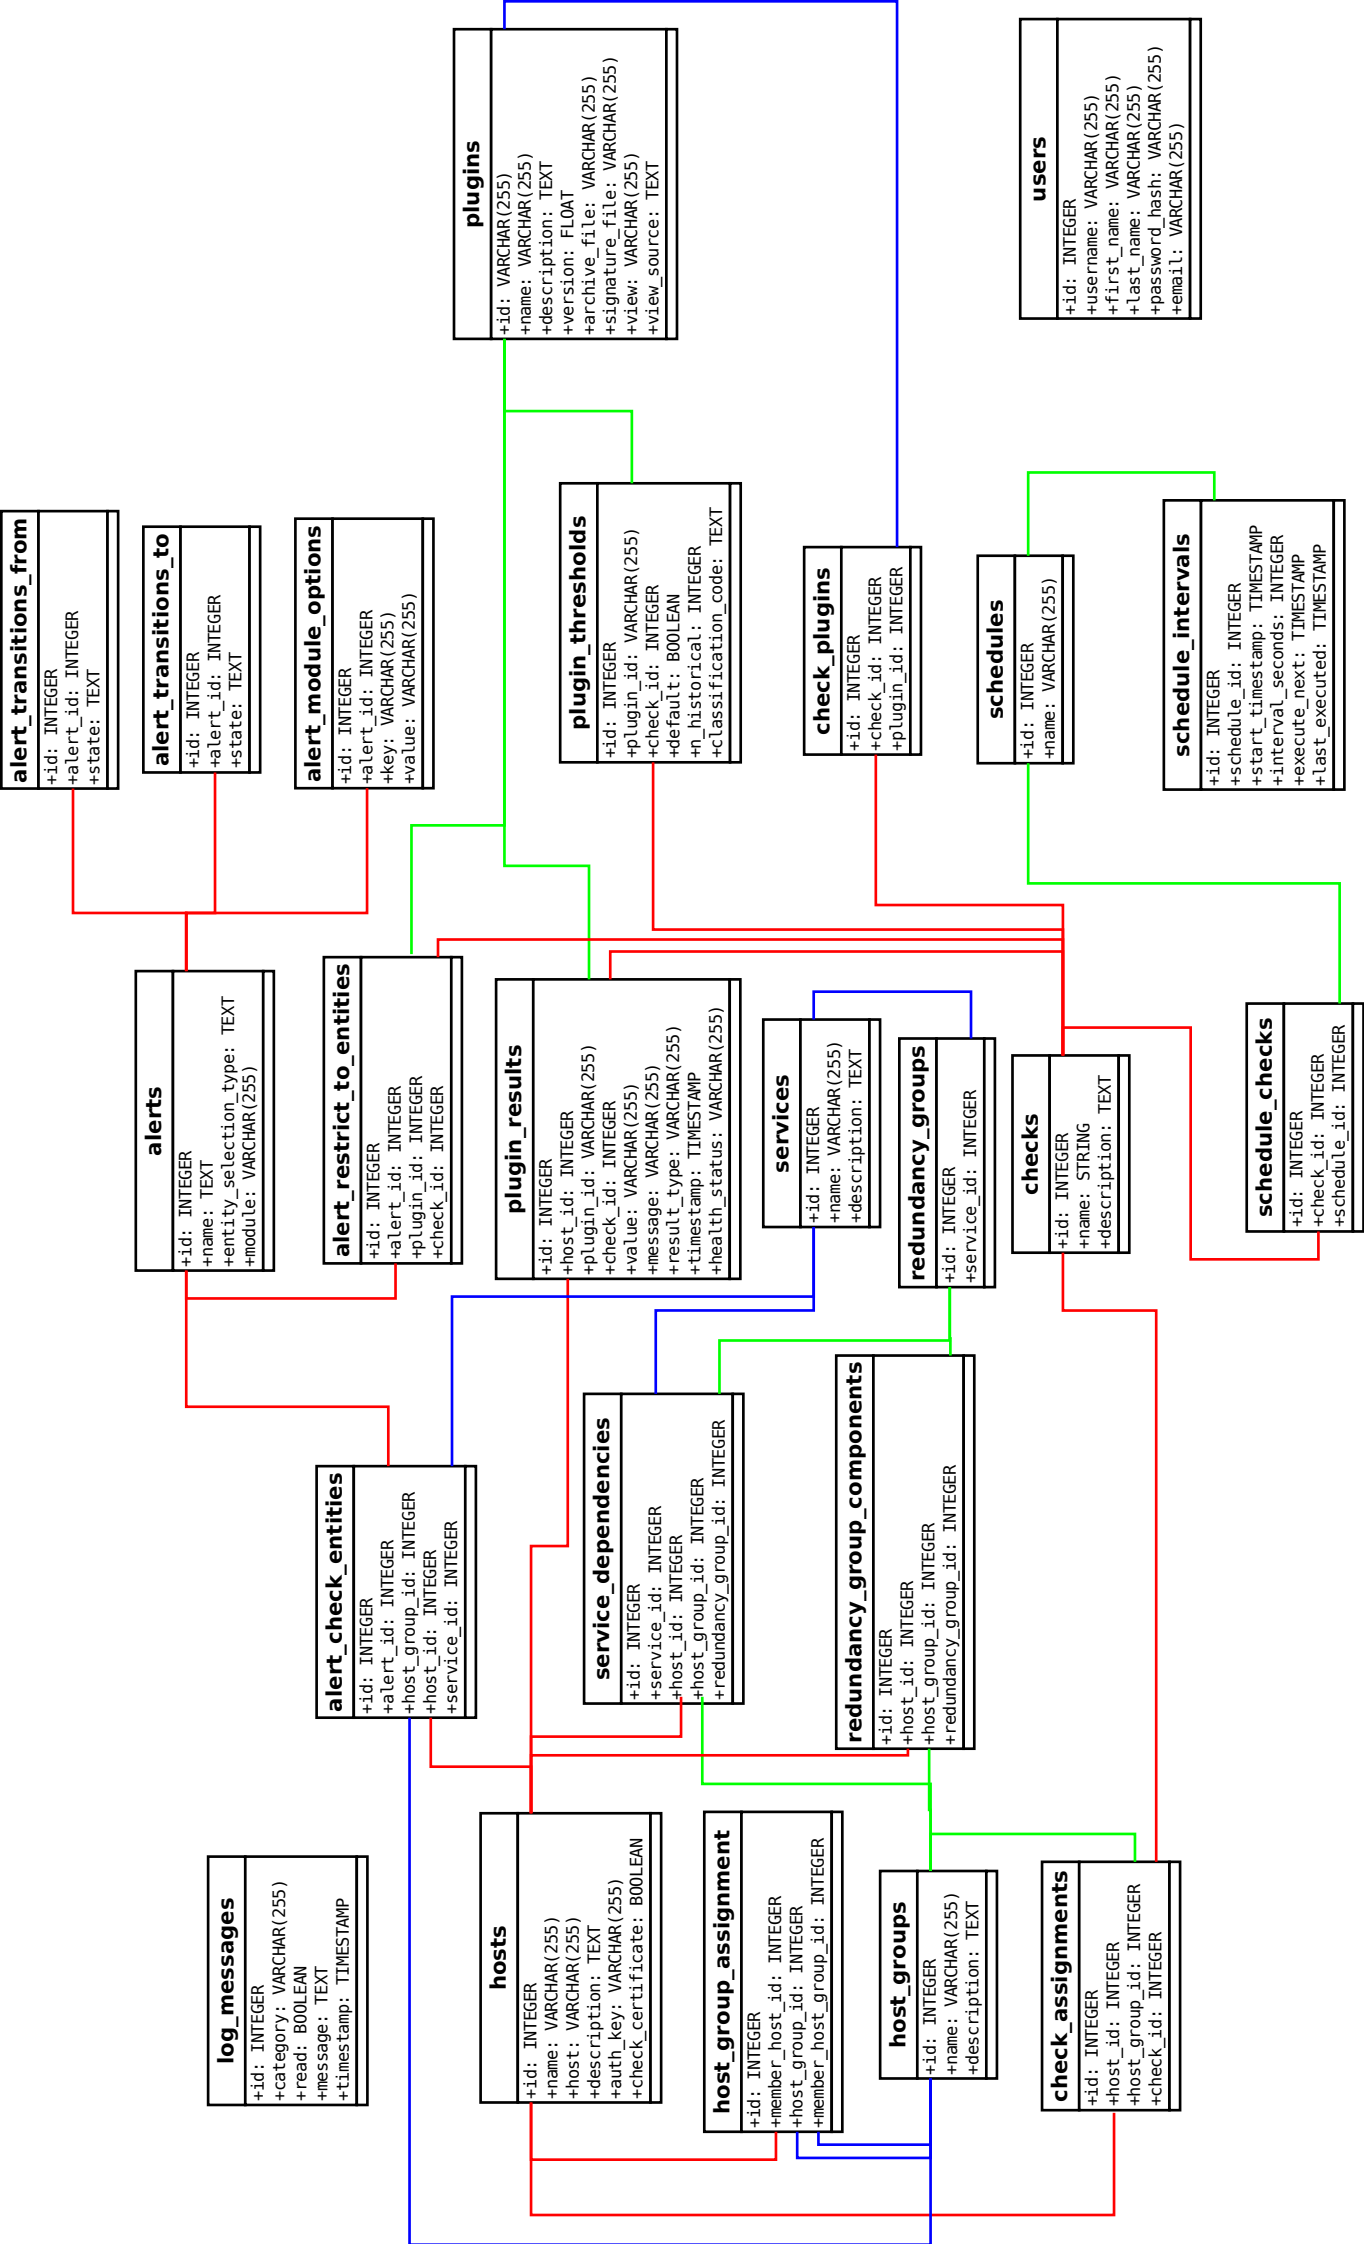 log_messages
+id: INTEGER
+category: VARCHAR(255)
+read: BOOLEAN
+message: TEXT
+timestamp: TIMESTAMP
hosts
+id: INTEGER
+name: VARCHAR(255)
+host: VARCHAR(255)
+description: TEXT
+auth_key: VARCHAR(255)
+check_certificate: BOOLEAN
host_group_assignment
+id: INTEGER
+member_host_id: INTEGER
+host_group_id: INTEGER
+member_host_group_id: INTEGER
host_groups
+id: INTEGER
+name: VARCHAR(255)
+description: TEXT
check_assignments
+id: INTEGER
+host_id: INTEGER
+host_group_id: INTEGER
+check_id: INTEGER
alert_check_entities
+id: INTEGER
+alert_id: INTEGER
+host_group_id: INTEGER
+host_id: INTEGER
+service_id: INTEGER
service_dependencies
+id: INTEGER
+service_id: INTEGER
+host_id: INTEGER
+host_group_id: INTEGER
+redundancy_group_id: INTEGER
redundancy_group_components
+id: INTEGER
+host_id: INTEGER
+host_group_id: INTEGER
+redundancy_group_id: INTEGER
alerts
+id: INTEGER
+name: TEXT
+entity_selection_type: TEXT
+module: VARCHAR(255)
alert_restrict_to_entities
+id: INTEGER
+alert_id: INTEGER
+plugin_id: INTEGER
+check_id: INTEGER
plugin_results
+id: INTEGER
+host_id: INTEGER
+plugin_id: VARCHAR(255)
+check_id: INTEGER
+value: VARCHAR(255)
+message: VARCHAR(255)
+result_type: VARCHAR(255)
+timestamp: TIMESTAMP
+health_status: VARCHAR(255)
services
+id: INTEGER
+name: VARCHAR(255)
+description: TEXT
redundancy_groups
+id: INTEGER
+service_id: INTEGER
checks
+id: INTEGER
+name: STRING
+description: TEXT
schedule_checks
+id: INTEGER
+check_id: INTEGER
+schedule_id: INTEGER
alert_transitions_from
+id: INTEGER
+alert_id: INTEGER
+state: TEXT
alert_transitions_to
+id: INTEGER
+alert_id: INTEGER
+state: TEXT
alert_module_options
+id: INTEGER
+alert_id: INTEGER
+key: VARCHAR(255)
+value: VARCHAR(255)
plugin_thresholds
+id: INTEGER
+plugin_id: VARCHAR(255)
+check_id: INTEGER
+default: BOOLEAN
+n_historical: INTEGER
+classification_code: TEXT
check_plugins
+id: INTEGER
+check_id: INTEGER
+plugin_id: INTEGER
schedules
+id: INTEGER
+name: VARCHAR(255)
schedule_intervals
+id: INTEGER
+schedule_id: INTEGER
+start_timestamp: TIMESTAMP
+interval_seconds: INTEGER
+execute_next: TIMESTAMP
+last_executed: TIMESTAMP
plugins
+id: VARCHAR(255)
+name: VARCHAR(255)
+description: TEXT
+version: FLOAT
+archive_file: VARCHAR(255)
+signature_file: VARCHAR(255)
+view: VARCHAR(255)
+view_source: TEXT
users
+id: INTEGER
+username: VARCHAR(255)
+first_name: VARCHAR(255)
+last_name: VARCHAR(255)
+password_hash: VARCHAR(255)
+email: VARCHAR(255)